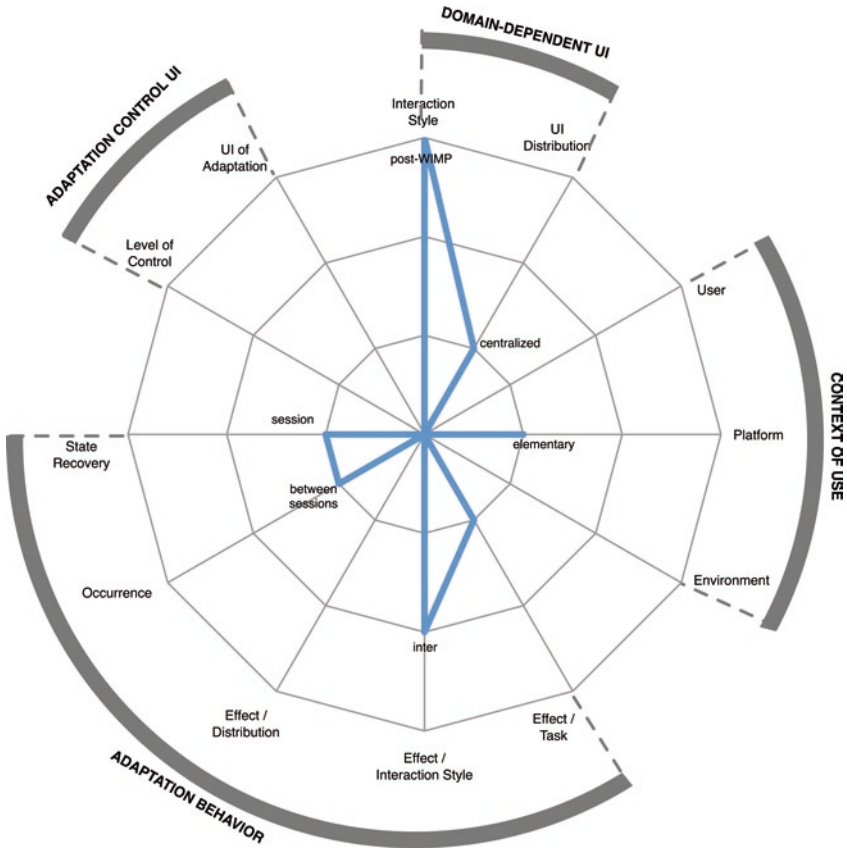 DOMAIN-DEPENDENT UI
ADAPTATION CONTROL UI
Interaction
Style
UI
Distribution
UI of
Adaptation
post-WIMP
Level of
Control
User
centralized
CONTEXT OF USE
session
elementary
Platform
State
Recovery
between
sessions
Environment
Occurrence
inter
Effect /
Distribution
Effect /
Task
Effect /
Interaction Style
ADAPTATION BEHAVIOR